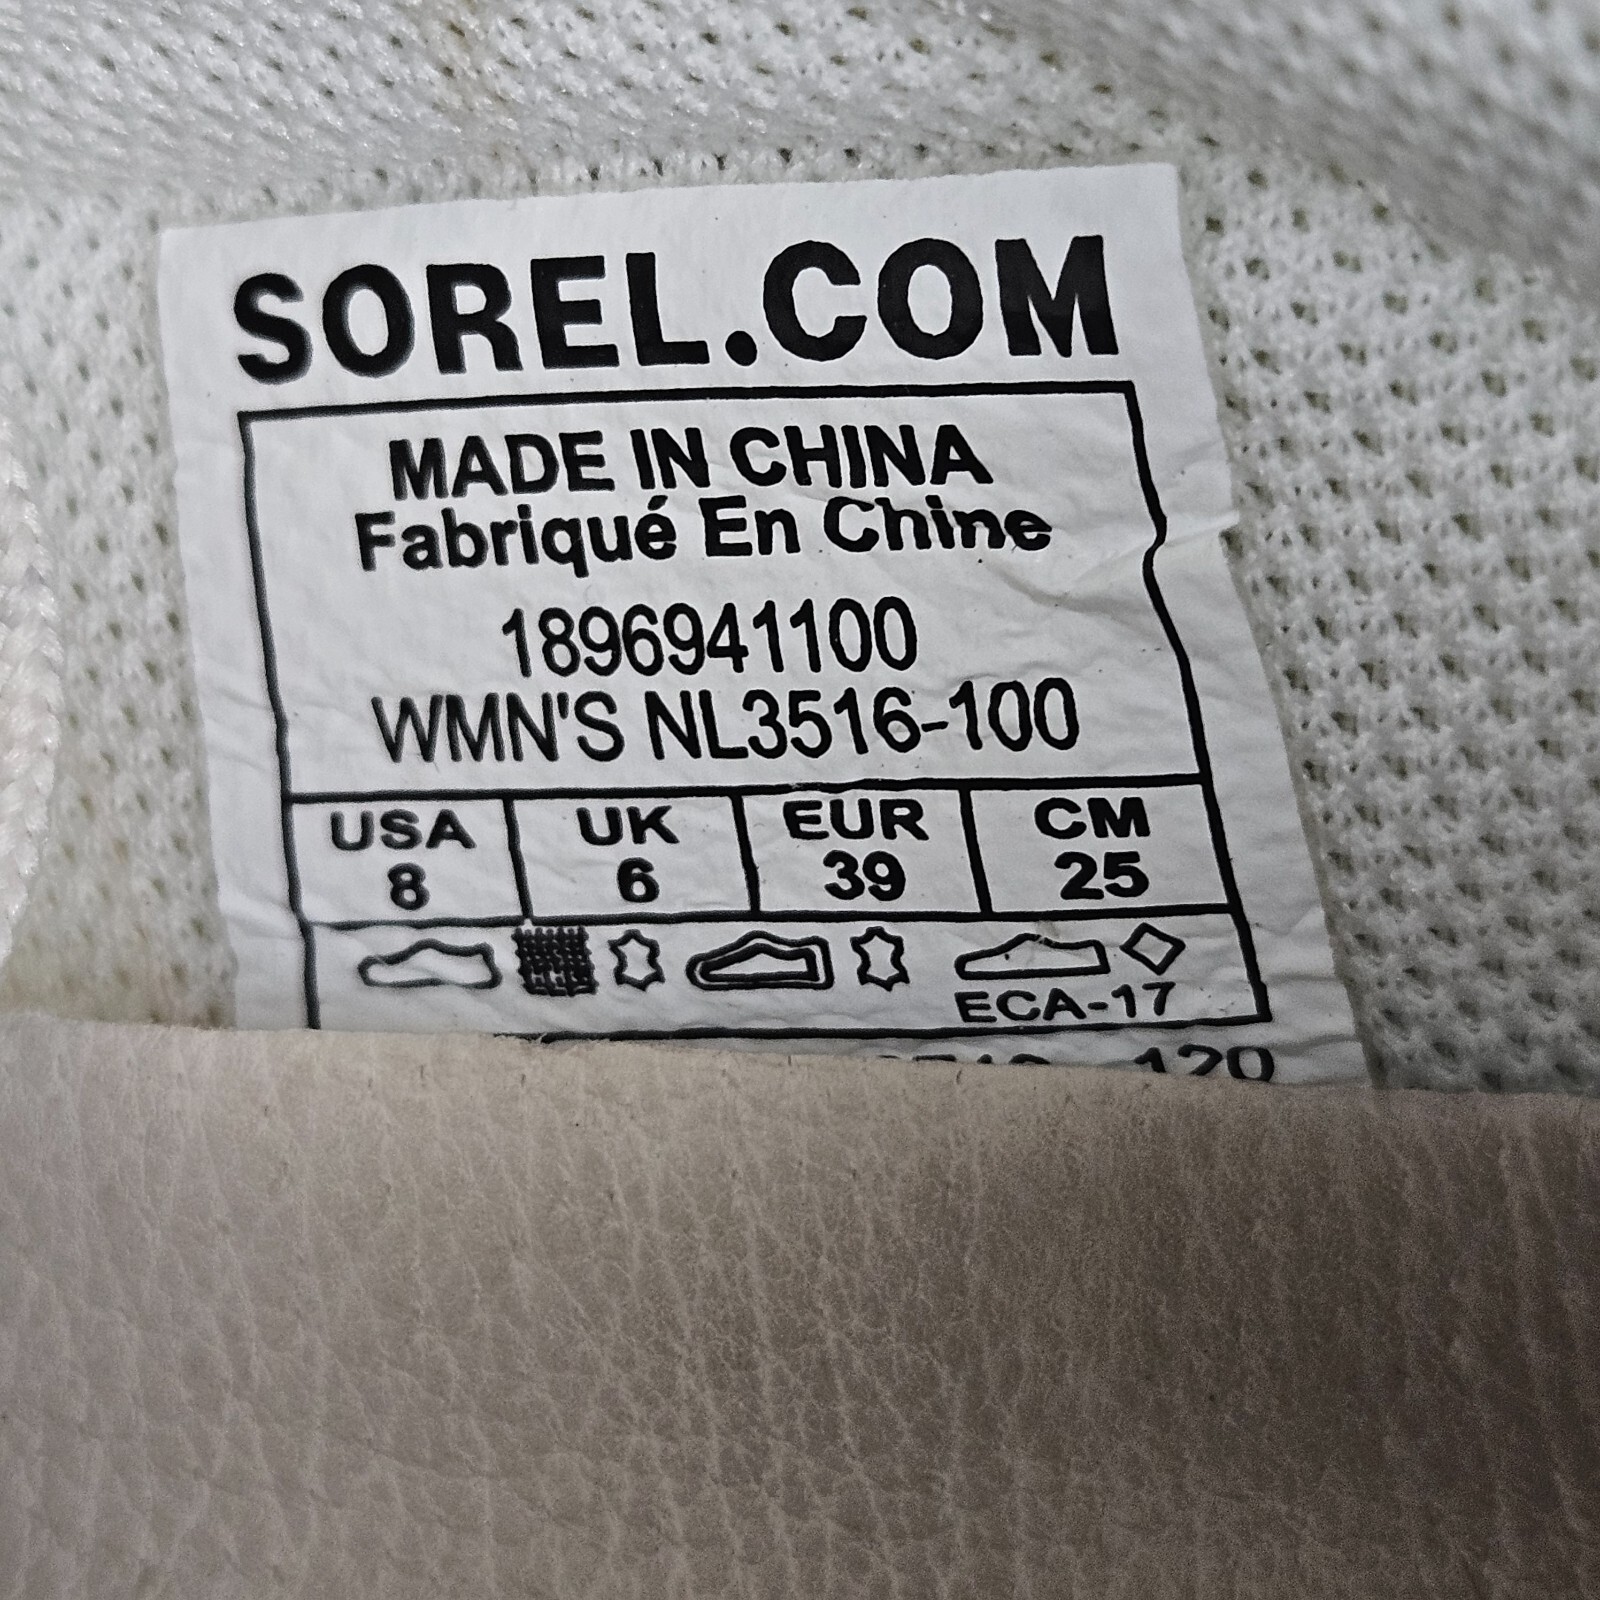 SOREL.COM
MADE IN CHINA
Fabriqué En Chine
1896941100
WMN'S NL3516-100
USA UK EUR CM
8 6 39 25
ECA-17
120